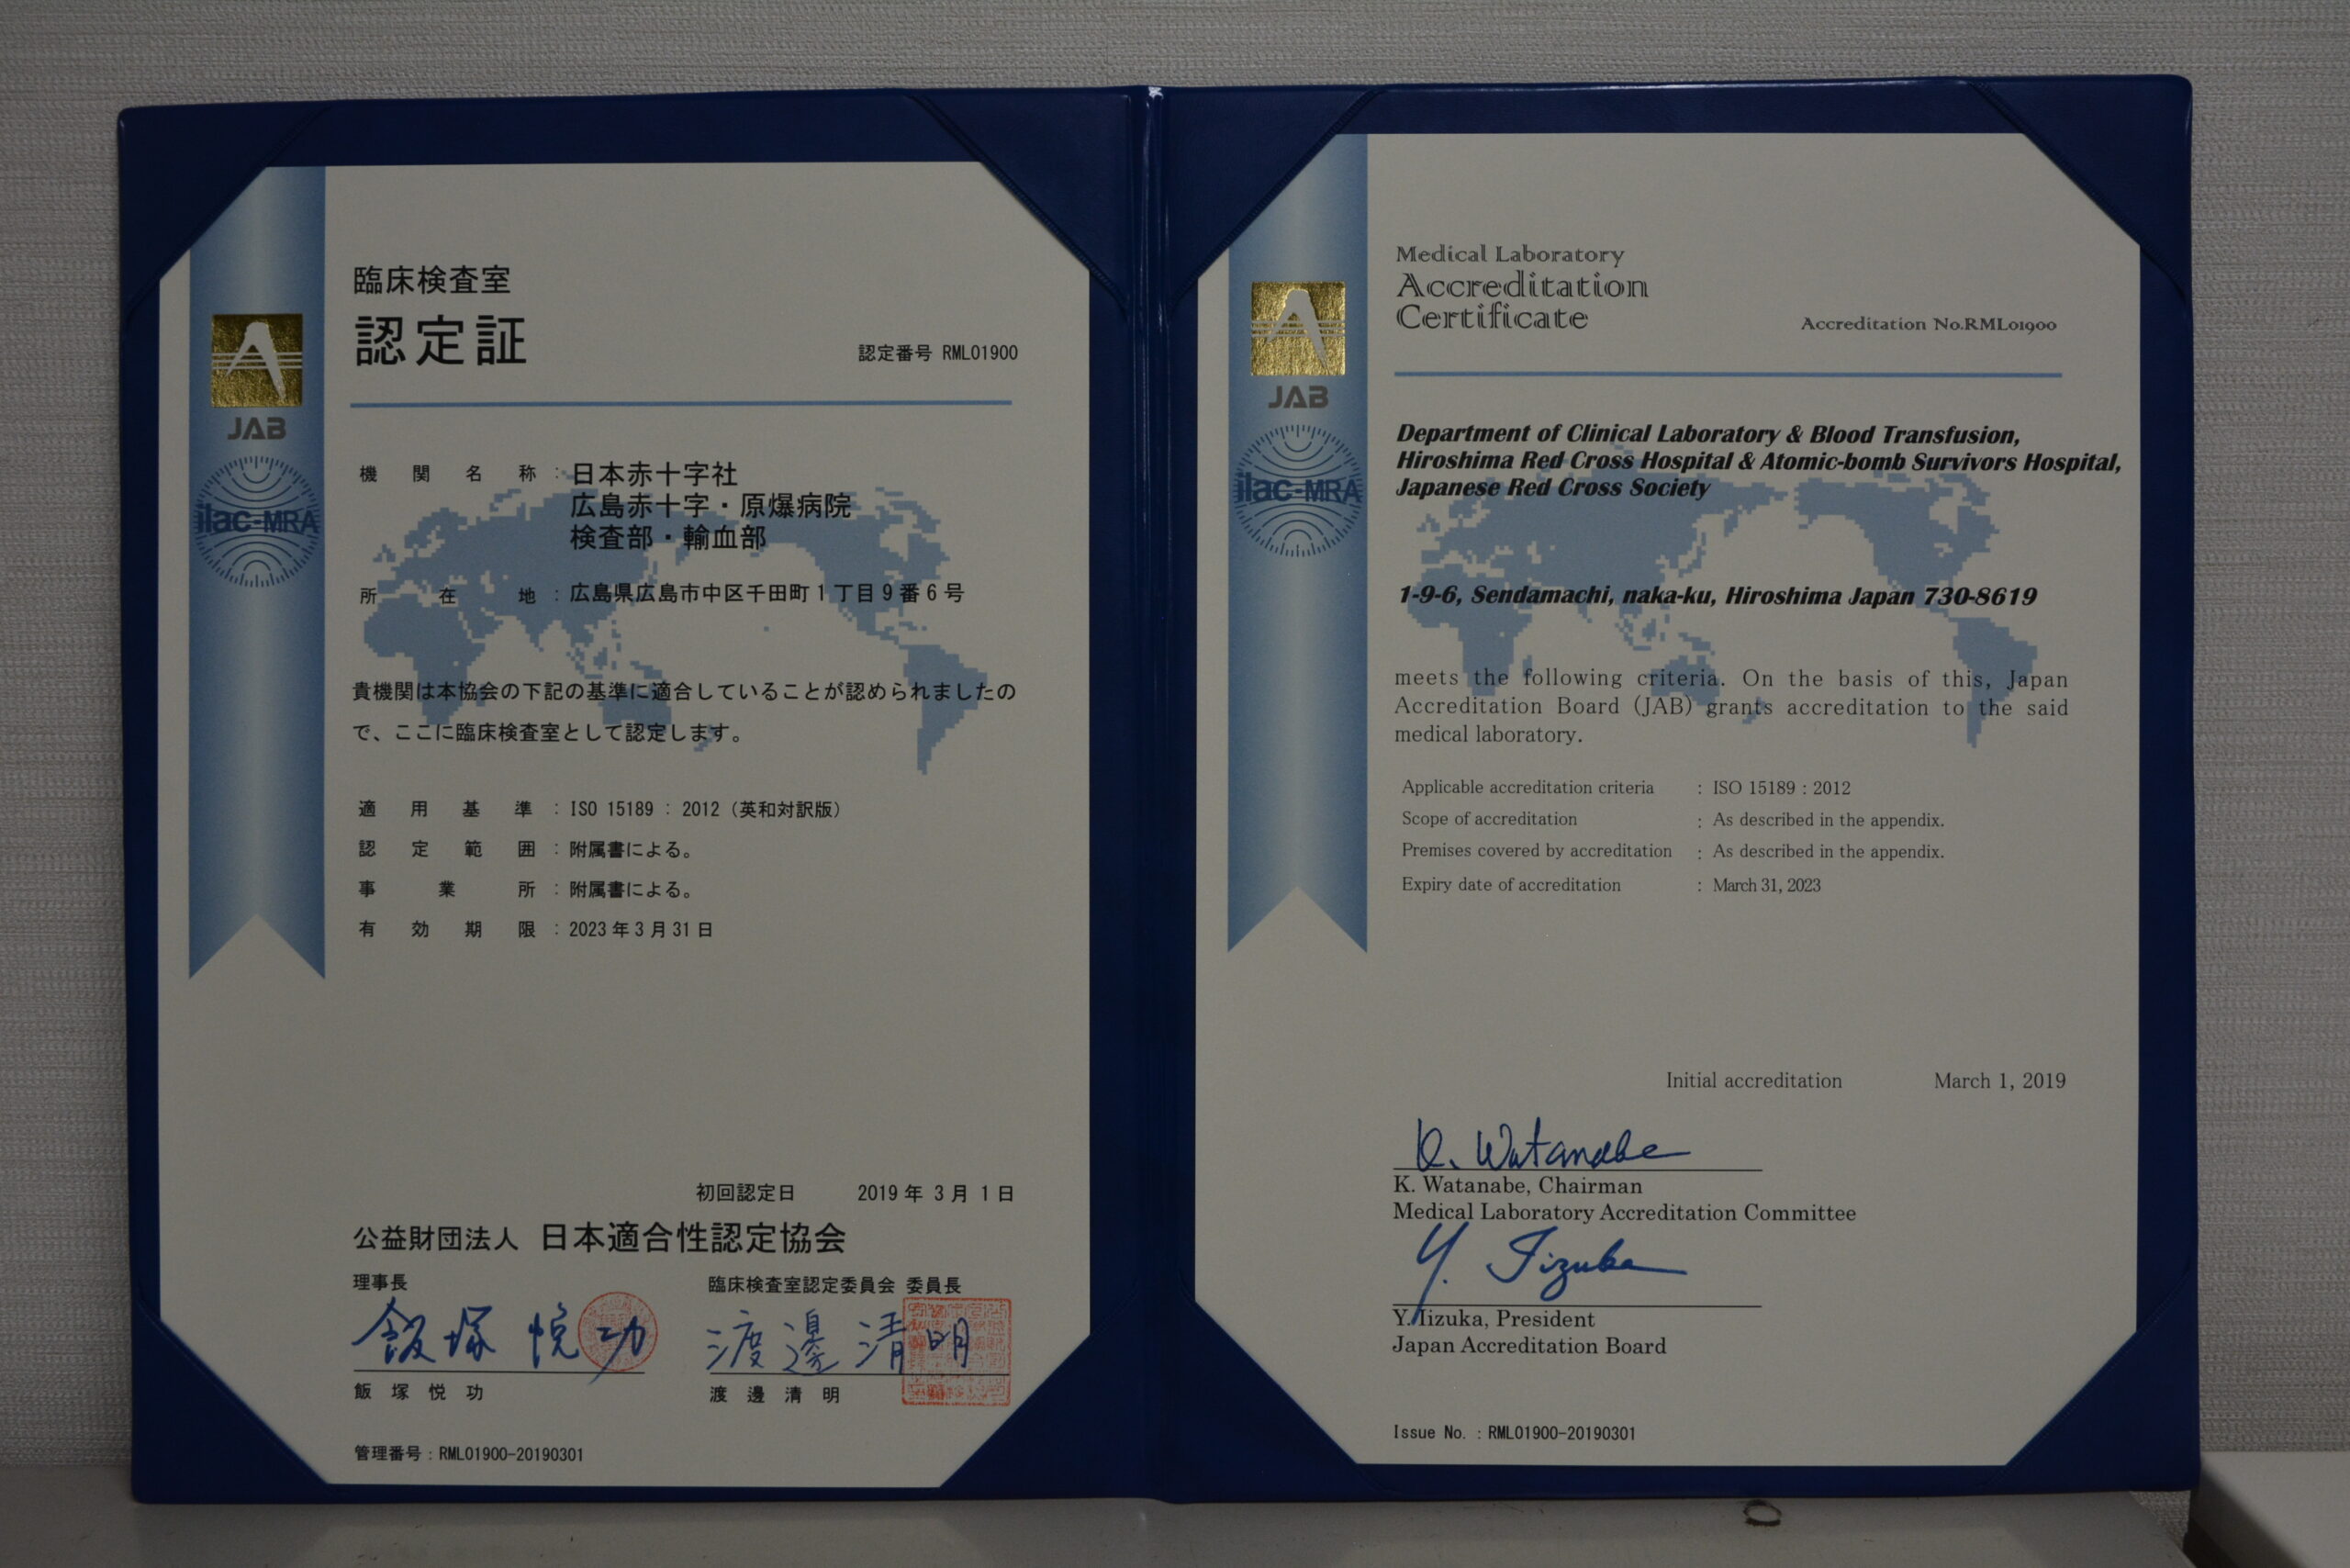 臨床検査室
認定証
認定番号 RML01900
JAB
ilac-MRA
機関名称：日本赤十字社
広島赤十字・原爆病院
検査部・輸血部
所在地：広島県広島市中区千田町1丁目9番6号
貴機関は本協会の下記の基準に適合していることが認められましたの
で、ここに臨床検査室として認定します。
適用基準：ISO 15189：2012（英和対訳版）
認定範囲：附属書による。
事業所：附属書による。
有効期限：2023年3月31日
初回認定日 2019年 3月 1日
公益財団法人 日本適合性認定協会
理事長
臨床検査室認定委員会 委員長
飯塚悦功
渡邊清明
飯塚悦功
渡邊清明
管理番号：RML01900-20190301
Medical Laboratory
Accreditation
Certificate
Accreditation No.RML01900
JAB
ilac-MRA
Department of Clinical Laboratory & Blood Transfusion,
Hiroshima Red Cross Hospital & Atomic-bomb Survivors Hospital,
Japanese Red Cross Society
1-9-6, Sendamachi, naka-ku, Hiroshima Japan 730-8619
meets the following criteria. On the basis of this, Japan
Accreditation Board (JAB) grants accreditation to the said
medical laboratory.
Applicable accreditation criteria : ISO 15189 : 2012
Scope of accreditation : As described in the appendix.
Premises covered by accreditation : As described in the appendix.
Expiry date of accreditation : March 31, 2023
Initial accreditation March 1, 2019
K. Watanabe
K. Watanabe, Chairman
Medical Laboratory Accreditation Committee
Y. Iizuka
Y. Iizuka, President
Japan Accreditation Board
Issue No. : RML01900-20190301